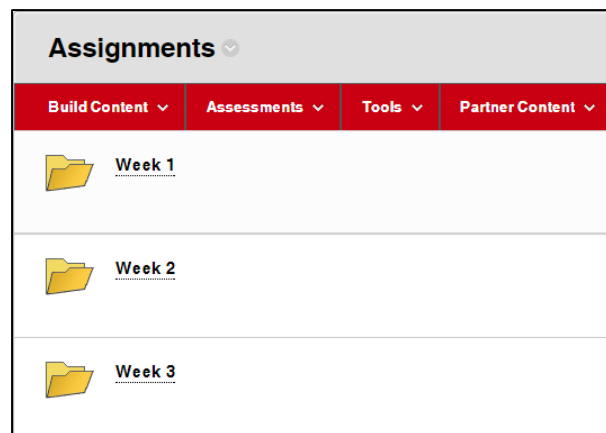 Assignments
Build Content Assessments Tools Partner Content
Week 1
Week 2
Week 3